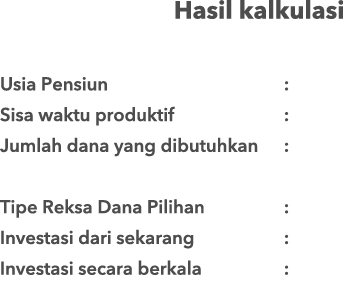 Hasil kalkulasi
Usia Pensiun :
Sisa waktu produktif :
Jumlah dana yang dibutuhkan :
Tipe Reksa Dana Pilihan :
Investasi dari sekarang :
Investasi secara berkala :